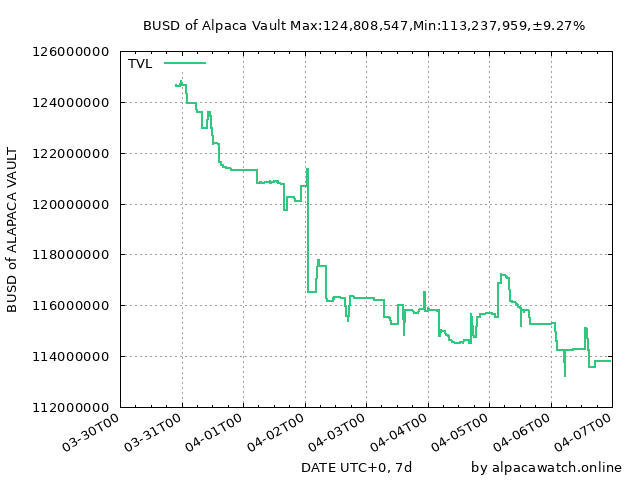 BUSD of Alpaca Vault Max:124,808,547,Min:113,237,959,±9.27%
126000000
TVL
124000000
122000000
120000000
118000000
116000000
114000000
112000000
BUSD of ALAPACA VAULT
03-30T00 03-31T00 04-01T00 04-02T00 04-03T00 04-04T00 04-05T00 04-06T00 04-07T00
DATE UTC+0, 7d by alpacawatch.online